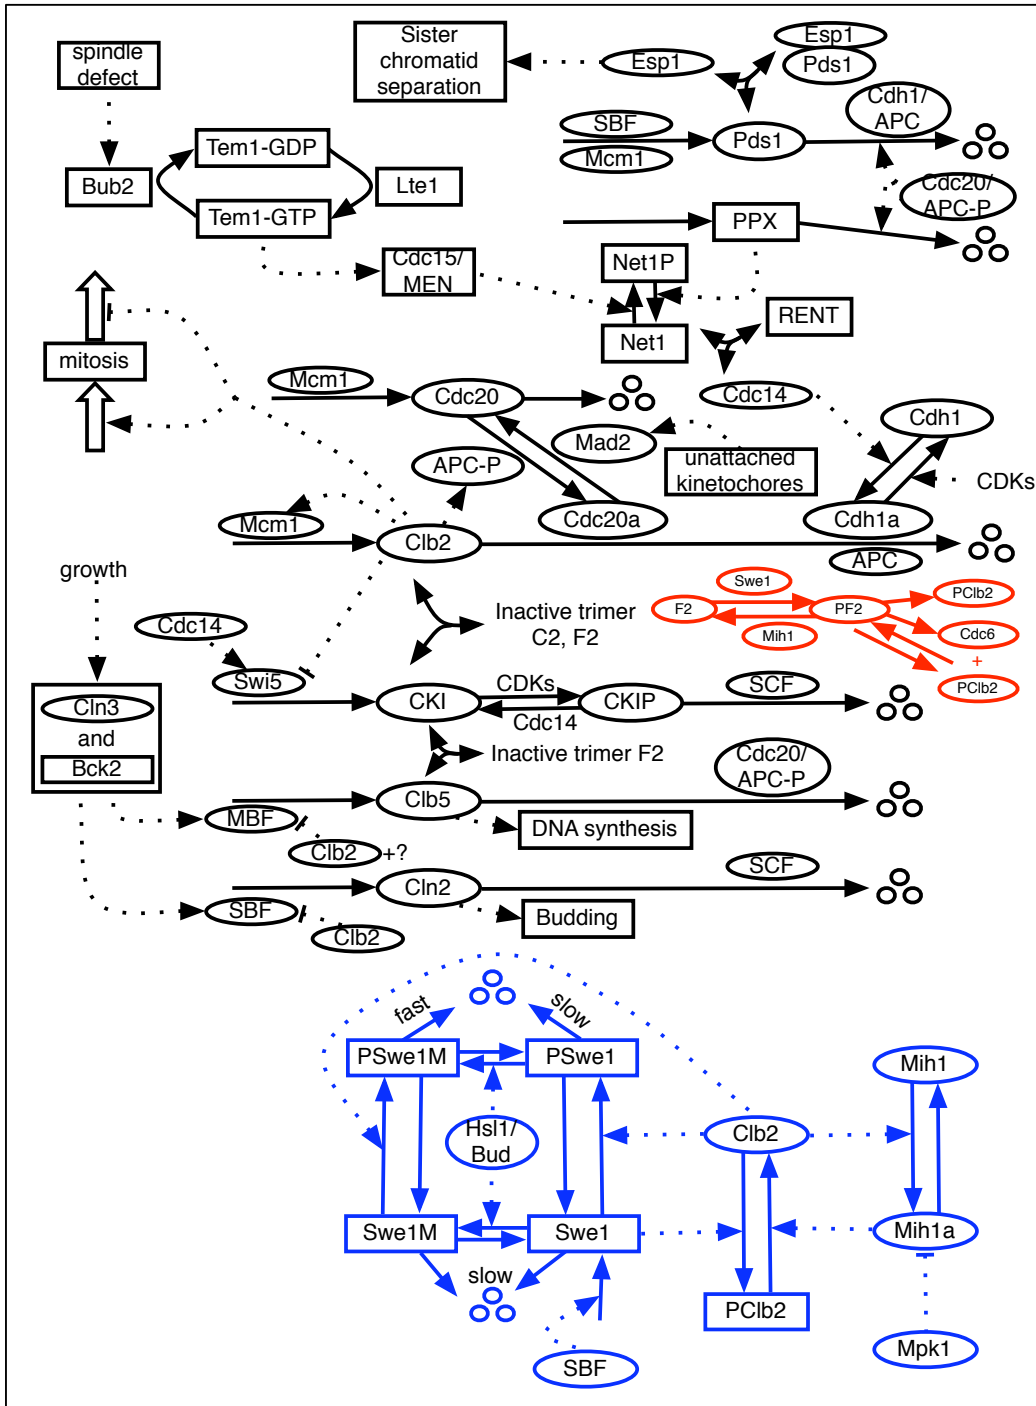 spindle
defect
Sister
chromatid
separation
Esp1
Esp1
Pds1
Cdh1/
APC
SBF
Mcm1
Pds1
Tem1-GDP
Bub2
Lte1
Tem1-GTP
Cdc20/
APC-P
PPX
Cdc15/
MEN
Net1P
Net1
RENT
mitosis
Mcm1
Cdc20
Cdc14
Cdh1
Mad2
APC-P
unattached
kinetochores
CDKs
Mcm1
Clb2
Cdc20a
Cdh1a
APC
growth
Swe1
PClb2
F2
PF2
Inactive trimer
C2, F2
Mih1
Cdc6
+
PClb2
Cdc14
Swi5
CKI
CDKs
Cdc14
CKIP
SCF
Cln3
and
Bck2
Inactive trimer F2
Cdc20/
APC-P
Clb5
MBF
DNA synthesis
Clb2
+?
SCF
Cln2
SBF
Budding
Clb2
fast
slow
PSwe1M
PSwe1
Mih1
Hsl1/
Bud
Clb2
Swe1M
Swe1
Mih1a
slow
PClb2
SBF
Mpk1